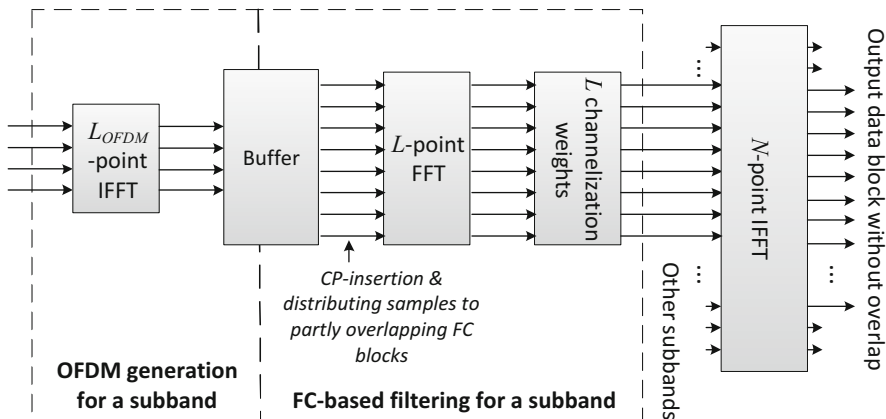 L_OFDM
-point
IFFT
Buffer
L-point
FFT
L channelization
weights
N-point IFFT
Output data block without overlap
CP-insertion &
distributing samples to
partly overlapping FC
blocks
Other subbands
...
...
...
OFDM generation
for a subband
FC-based filtering for a subband